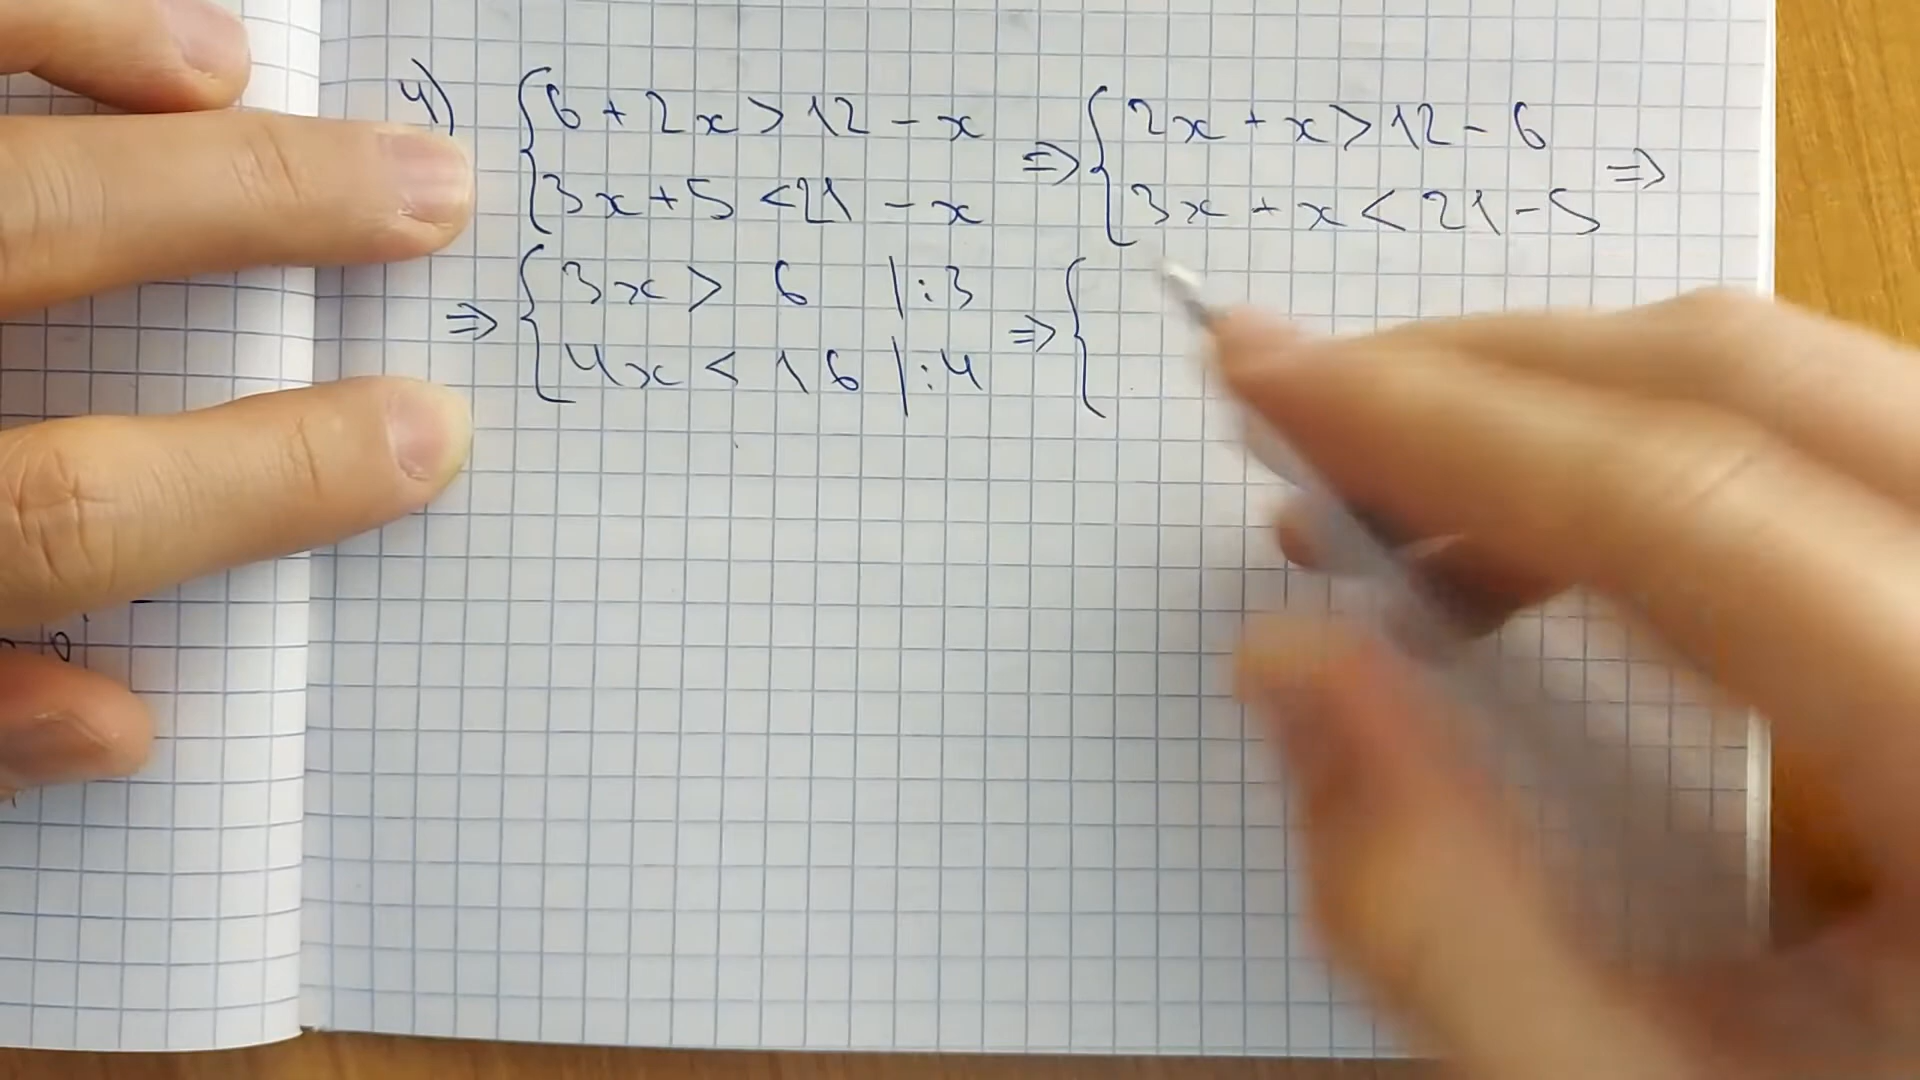 4) { 6 + 2x > 12 - x ⇒ { 2x + x > 12 - 6
{ 3x + 5 < 21 - x { 3x + x < 21 - 5 ⇒
⇒ { 3x > 6 |:3 ⇒ {
{ 4x < 16 |:4